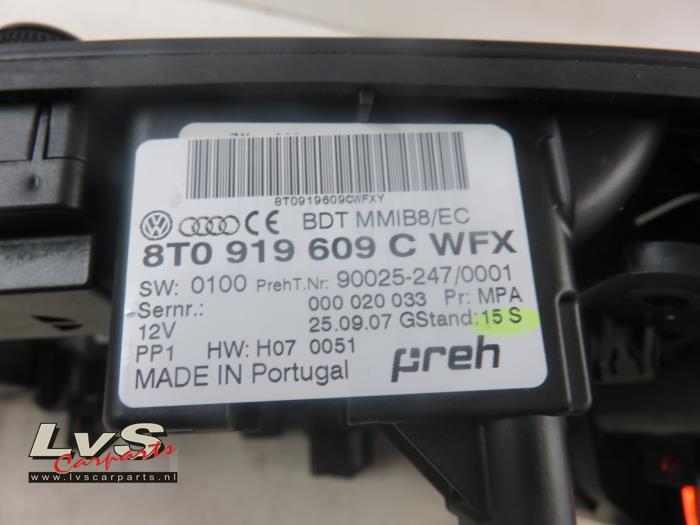 8T0919609CWFXY
CE BDT MMIB8/EC
8T0 919 609 C WFX
SW: 0100 PrehT.Nr: 90025-247/0001
Sernr.: 000 020 033 Pr: MPA
12V 25.09.07 GStand: 15 S
PP1 HW: H07 0051
MADE IN Portugal preh
LvS
Carparts
www.lvscarparts.nl